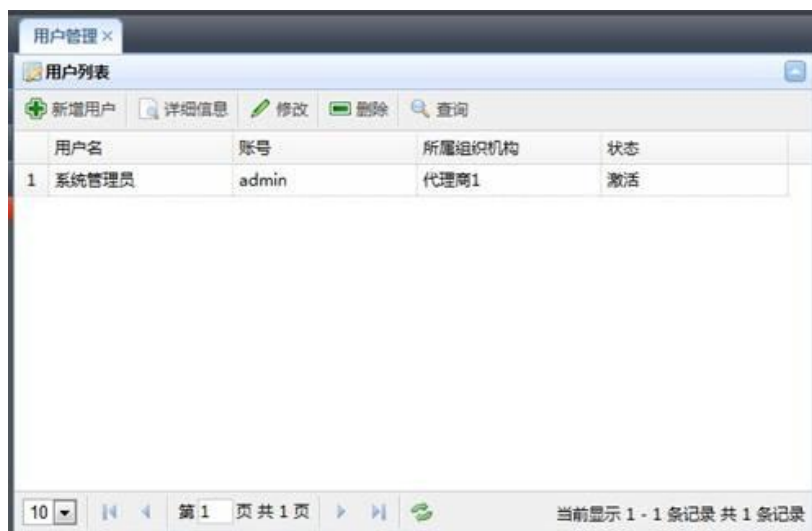 用户管理 ×
用户列表
新增用户 详细信息 修改 删除 查询
用户名 账号 所属组织机构 状态
1 系统管理员 admin 代理商1 激活
10 第 1 页 共 1 页 当前显示 1 - 1 条记录 共 1 条记录